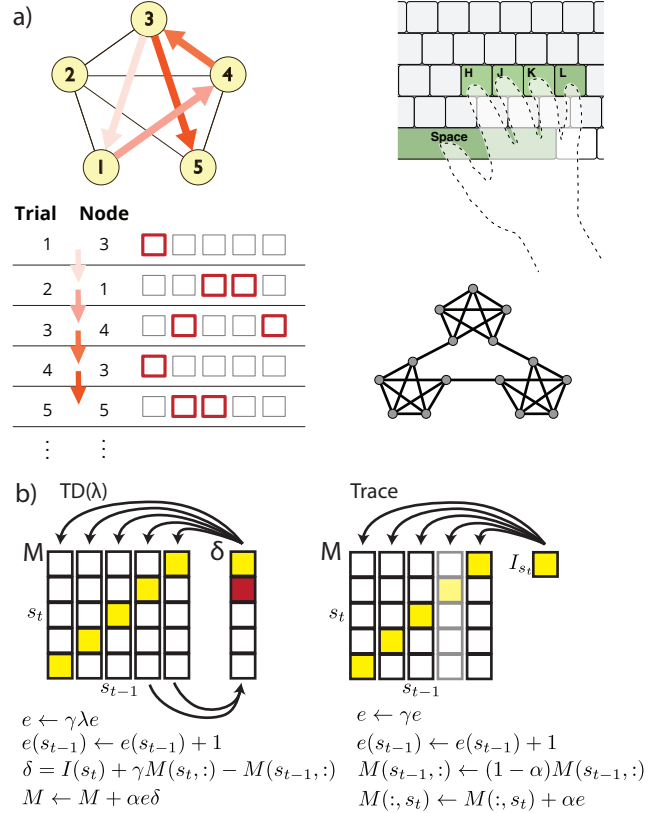 a)
3
2
4
1
5
H J K L
Space
Trial Node
1 3
2 1
3 4
4 3
5 5
⋮ ⋮
b)
TD(λ)
M
δ
s_t
s_{t−1}
e ← γλe
e(s_{t−1}) ← e(s_{t−1}) + 1
δ = I(s_t) + γM(s_t, :) − M(s_{t−1}, :)
M ← M + αeδ
Trace
M
I_{s_t}
s_t
s_{t−1}
e ← γe
e(s_{t−1}) ← e(s_{t−1}) + 1
M(s_{t−1}, :) ← (1 − α)M(s_{t−1}, :)
M(:, s_t) ← M(:, s_t) + αe